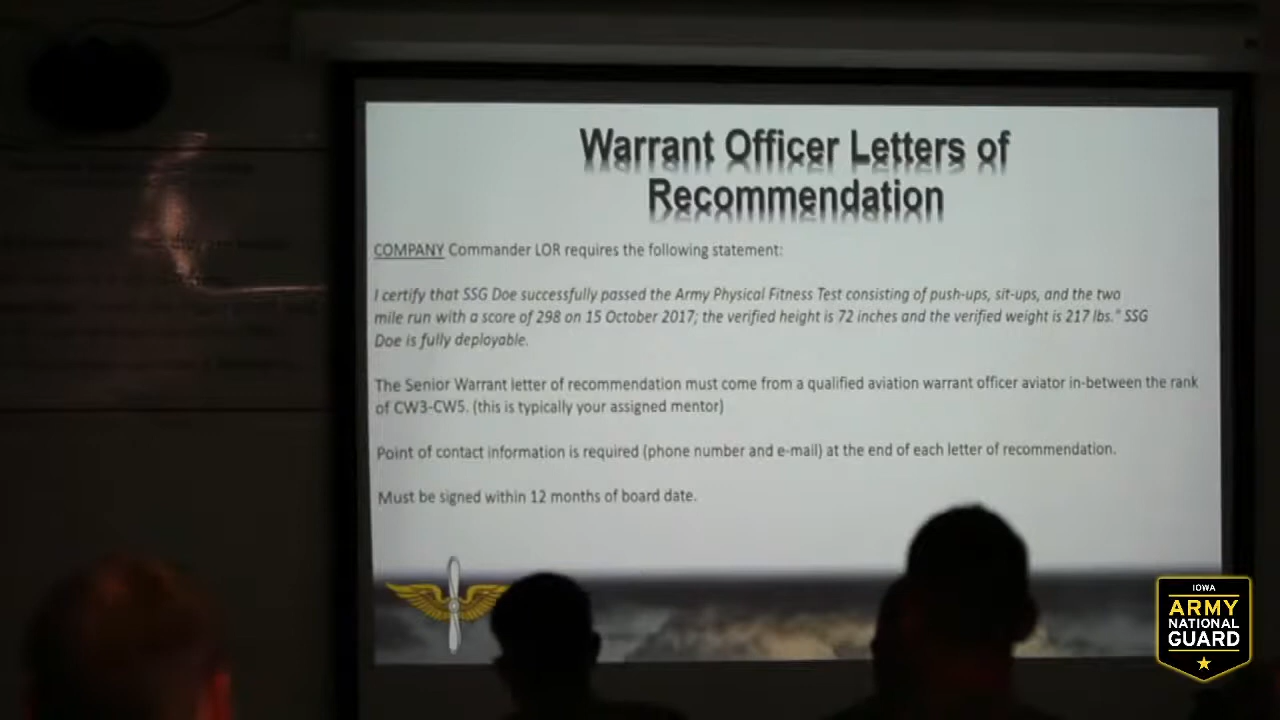 Warrant Officer Letters of
Recommendation
COMPANY Commander LOR requires the following statement:
I certify that SSG Doe successfully passed the Army Physical Fitness Test consisting of push-ups, sit-ups, and the two
mile run with a score of 298 on 15 October 2017; the verified height is 72 inches and the verified weight is 217 lbs." SSG
Doe is fully deployable.
The Senior Warrant letter of recommendation must come from a qualified aviation warrant officer aviator in-between the rank
of CW3-CW5. (this is typically your assigned mentor)
Point of contact information is required (phone number and e-mail) at the end of each letter of recommendation.
Must be signed within 12 months of board date.
IOWA
ARMY
NATIONAL
GUARD